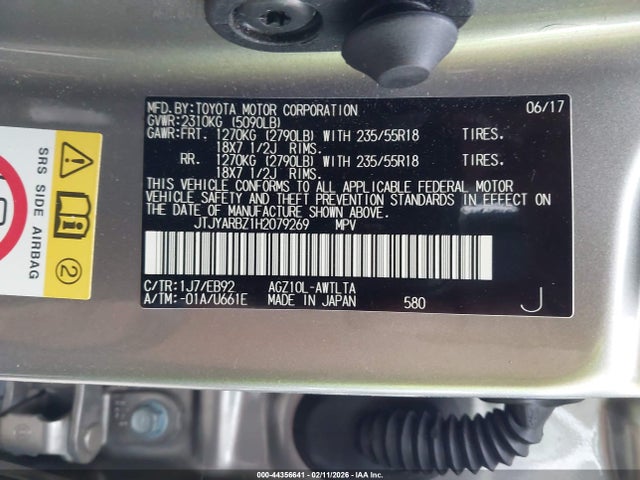 MFD.BY:TOYOTA MOTOR CORPORATION 06/17
GVWR:2310KG (5090LB)
GAWR:FRT. 1270KG (2790LB) WITH 235/55R18 TIRES.
18X7 1/2J RIMS.
RR. 1270KG (2790LB) WITH 235/55R18 TIRES.
18X7 1/2J RIMS.
THIS VEHICLE CONFORMS TO ALL APPLICABLE FEDERAL MOTOR
VEHICLE SAFETY AND THEFT PREVENTION STANDARDS IN EFFECT ON
THE DATE OF MANUFACTURE SHOWN ABOVE.
JTJYARBZ1H2079269 MPV
C/TR:1J7/EB92 AGZ10L-AWTLTA
A/TM:-01A/U661E MADE IN JAPAN 580 J
SRS SIDE AIRBAG
2
000-44356641 - 02/11/2026 - IAA Inc.